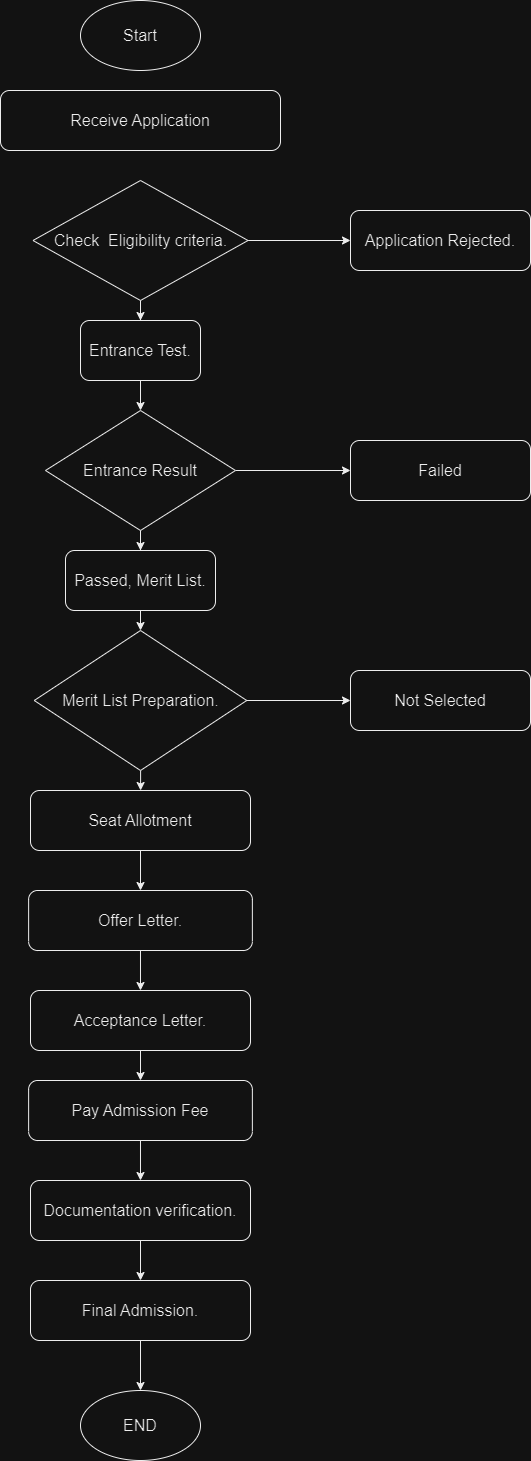 Start
Receive Application
Check  Eligibility criteria.
Application Rejected.
Entrance Test.
Entrance Result
Failed
Passed, Merit List.
Merit List Preparation.
Not Selected
Seat Allotment
Offer Letter.
Acceptance Letter.
Pay Admission Fee
Documentation verification.
Final Admission.
END